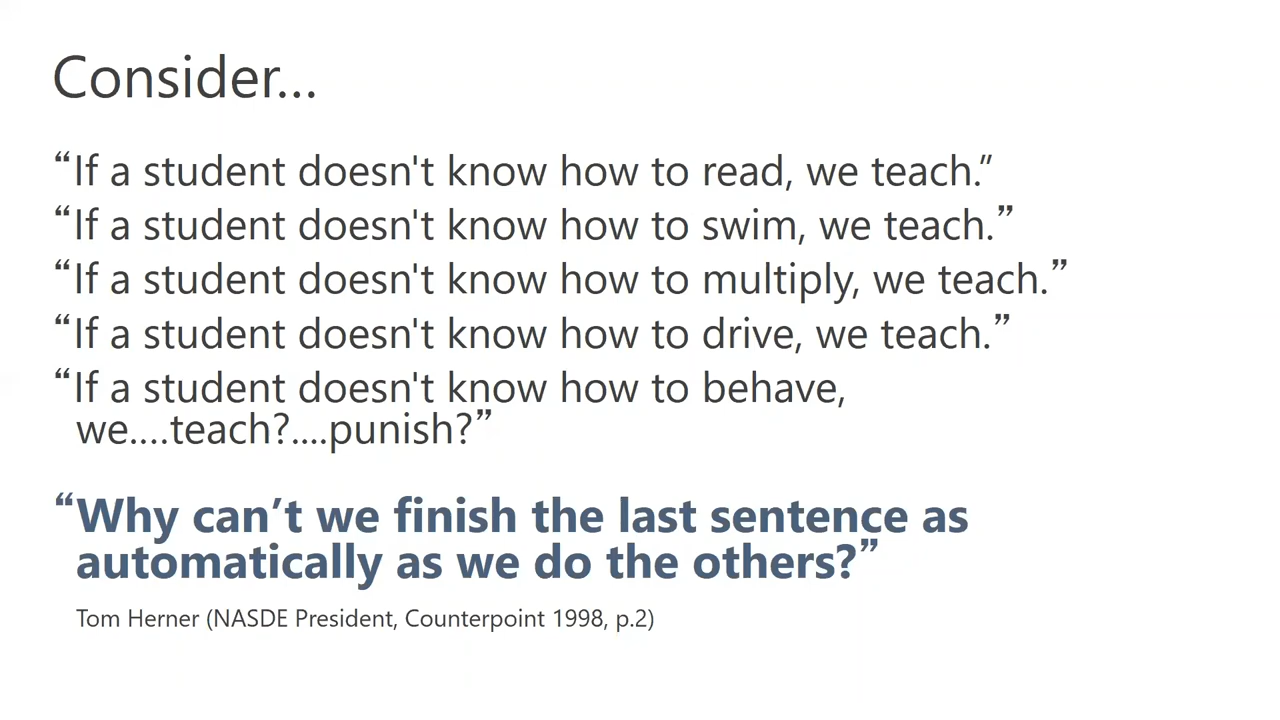 Consider...
“If a student doesn't know how to read, we teach.”
“If a student doesn't know how to swim, we teach.”
“If a student doesn't know how to multiply, we teach.”
“If a student doesn't know how to drive, we teach.”
“If a student doesn't know how to behave,
we....teach?....punish?”
“Why can’t we finish the last sentence as
automatically as we do the others?”
Tom Herner (NASDE President, Counterpoint 1998, p.2)